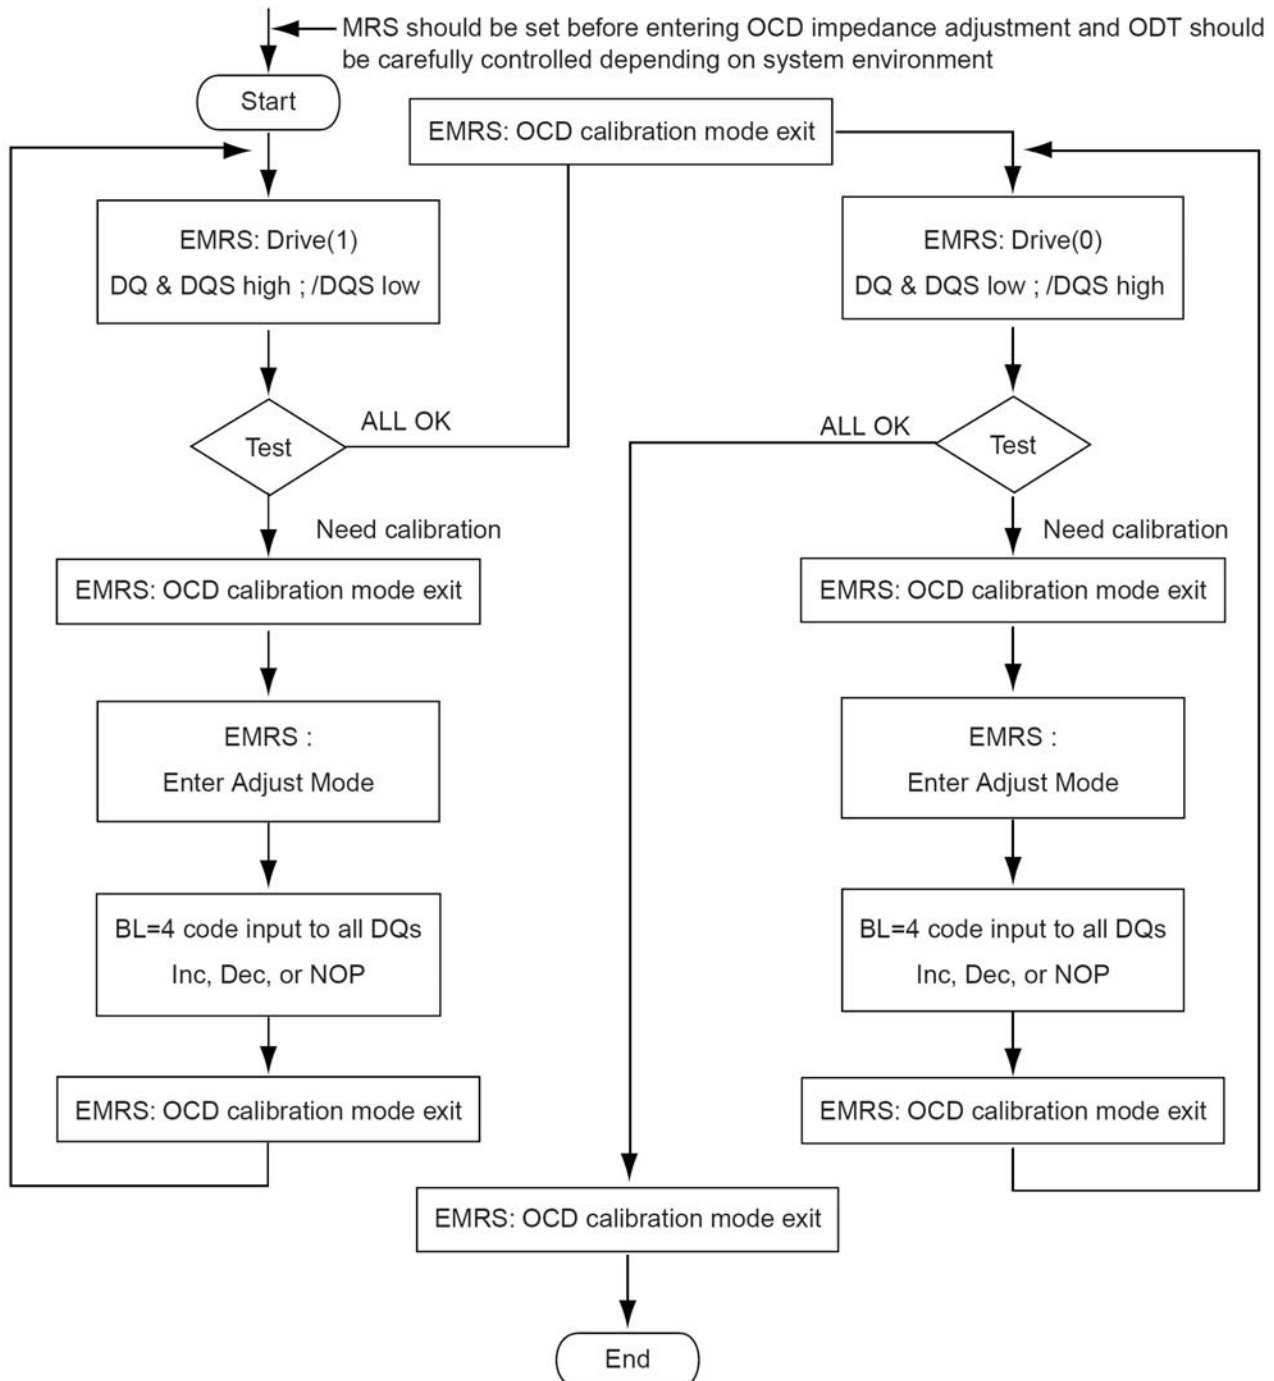 MRS should be set before entering OCD impedance adjustment and ODT should
be carefully controlled depending on system environment
Start
EMRS: OCD calibration mode exit
EMRS: Drive(1)
DQ & DQS high ; /DQS low
Test
ALL OK
Need calibration
EMRS: OCD calibration mode exit
EMRS :
Enter Adjust Mode
BL=4 code input to all DQs
Inc, Dec, or NOP
EMRS: OCD calibration mode exit
EMRS: Drive(0)
DQ & DQS low ; /DQS high
ALL OK
Test
Need calibration
EMRS: OCD calibration mode exit
EMRS :
Enter Adjust Mode
BL=4 code input to all DQs
Inc, Dec, or NOP
EMRS: OCD calibration mode exit
EMRS: OCD calibration mode exit
End